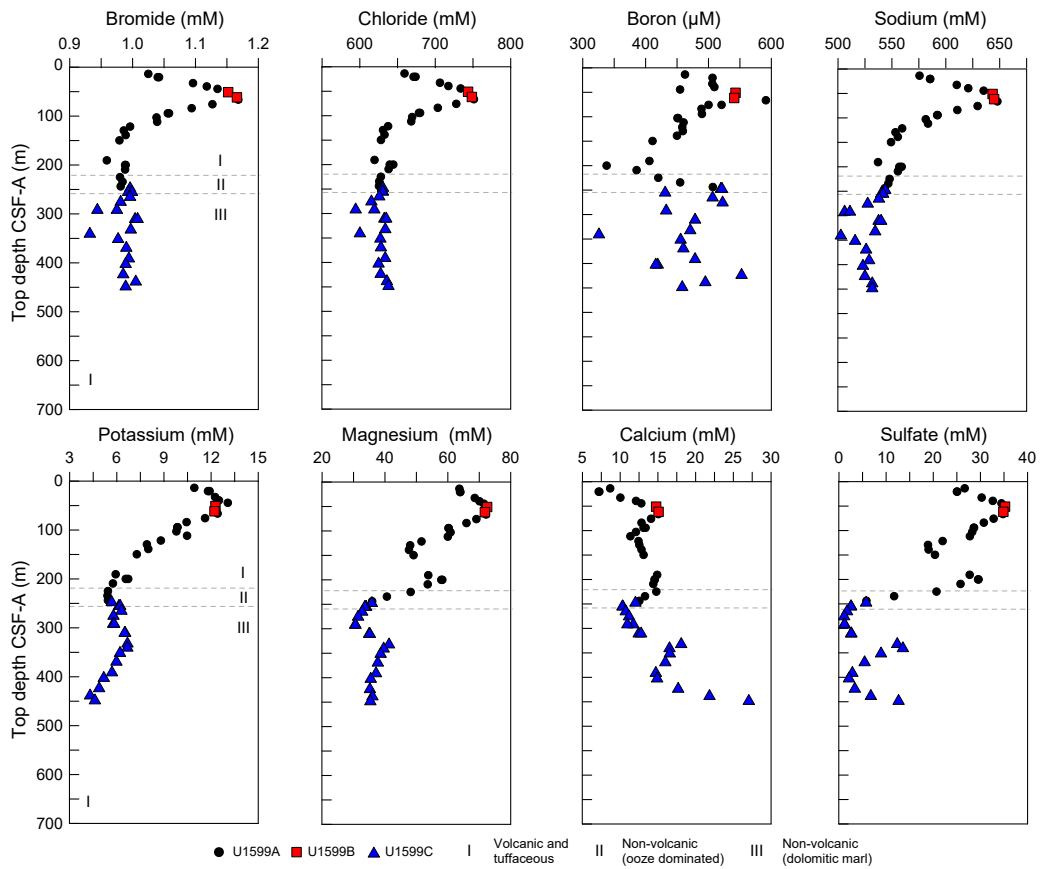 Bromide (mM) Chloride (mM) Boron (µM) Sodium (mM)
0.9 1.0 1.1 1.2 600 700 800 300 400 500 600 500 550 600 650
Top depth CSF-A (m)
0
100
200
300
400
500
600
700
I
II
III
I
Potassium (mM) Magnesium (mM) Calcium (mM) Sulfate (mM)
3 6 9 12 15 20 40 60 80 5 10 15 20 25 30 0 10 20 30 40
Top depth CSF-A (m)
0
100
200
300
400
500
600
700
I
II
III
I
U1599A U1599B U1599C I Volcanic and tuffaceous II Non-volcanic (ooze dominated) III Non-volcanic (dolomitic marl)